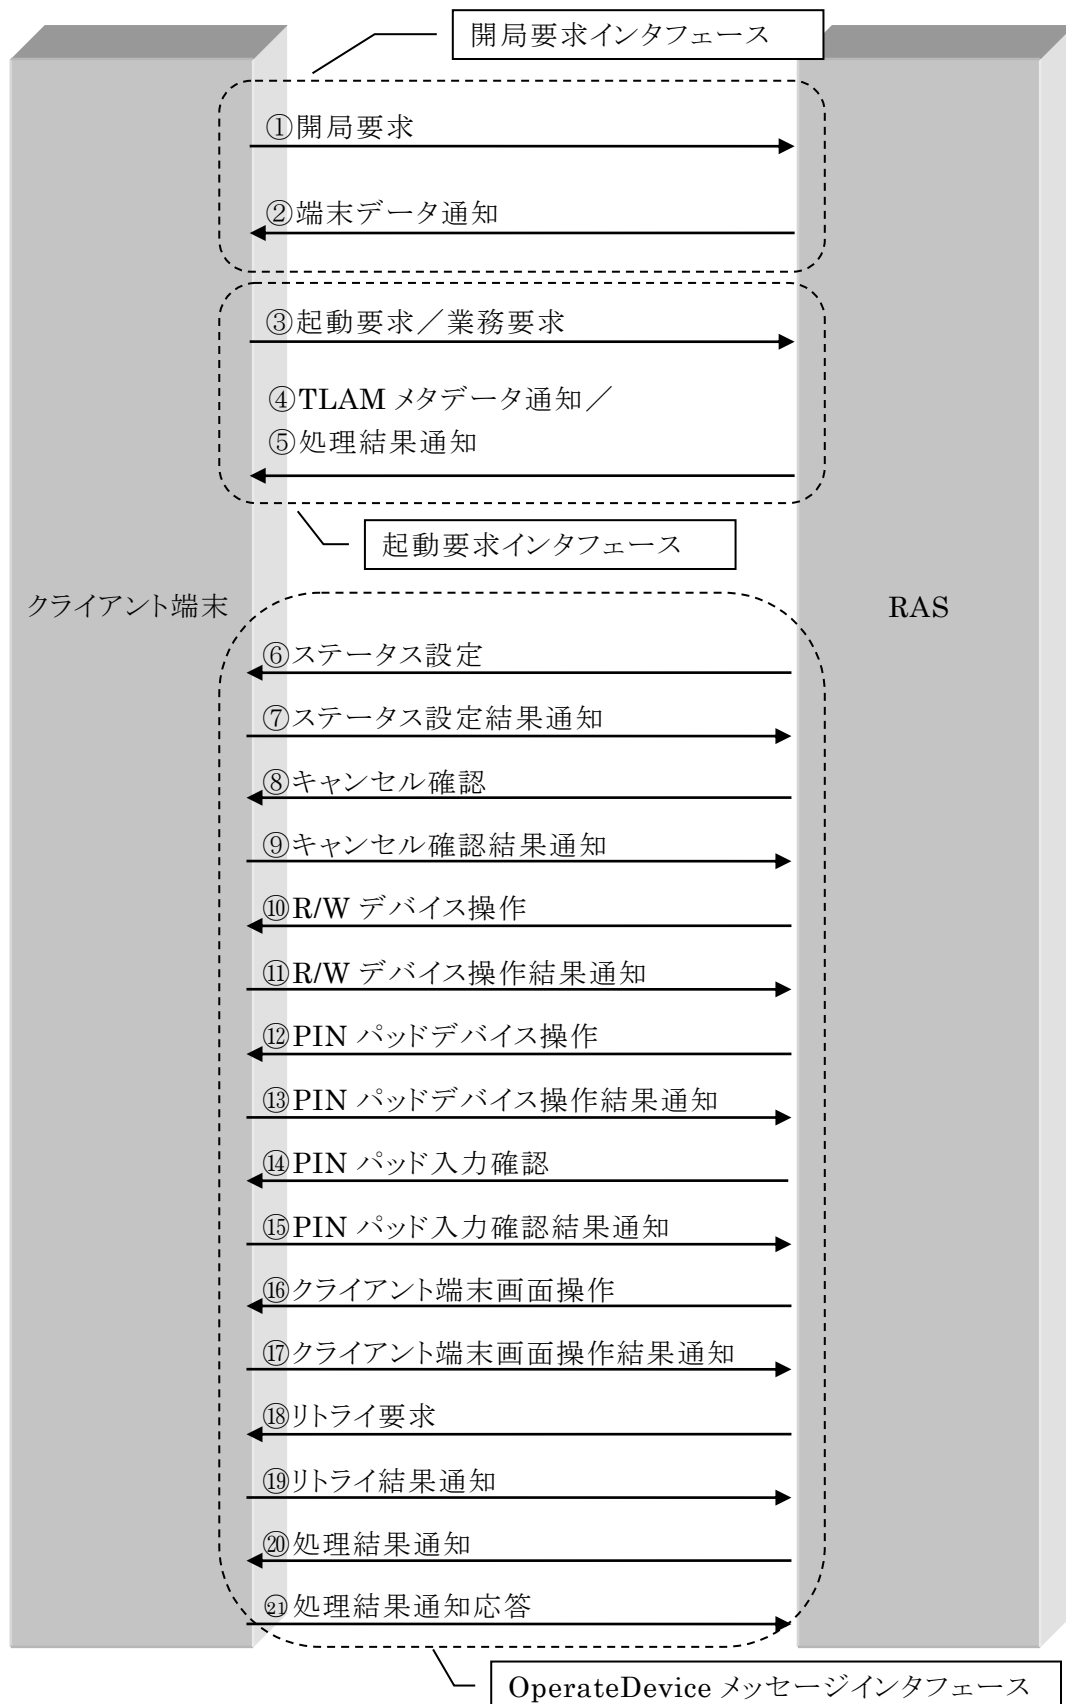 開局要求インタフェース
①開局要求
②端末データ通知
③起動要求／業務要求
④TLAM メタデータ通知／
⑤処理結果通知
起動要求インタフェース
クライアント端末
RAS
⑥ステータス設定
⑦ステータス設定結果通知
⑧キャンセル確認
⑨キャンセル確認結果通知
⑩R/W デバイス操作
⑪R/W デバイス操作結果通知
⑫PIN パッドデバイス操作
⑬PIN パッドデバイス操作結果通知
⑭PIN パッド入力確認
⑮PIN パッド入力確認結果通知
⑯クライアント端末画面操作
⑰クライアント端末画面操作結果通知
⑱リトライ要求
⑲リトライ結果通知
⑳処理結果通知
㉑処理結果通知応答
OperateDevice メッセージインタフェース